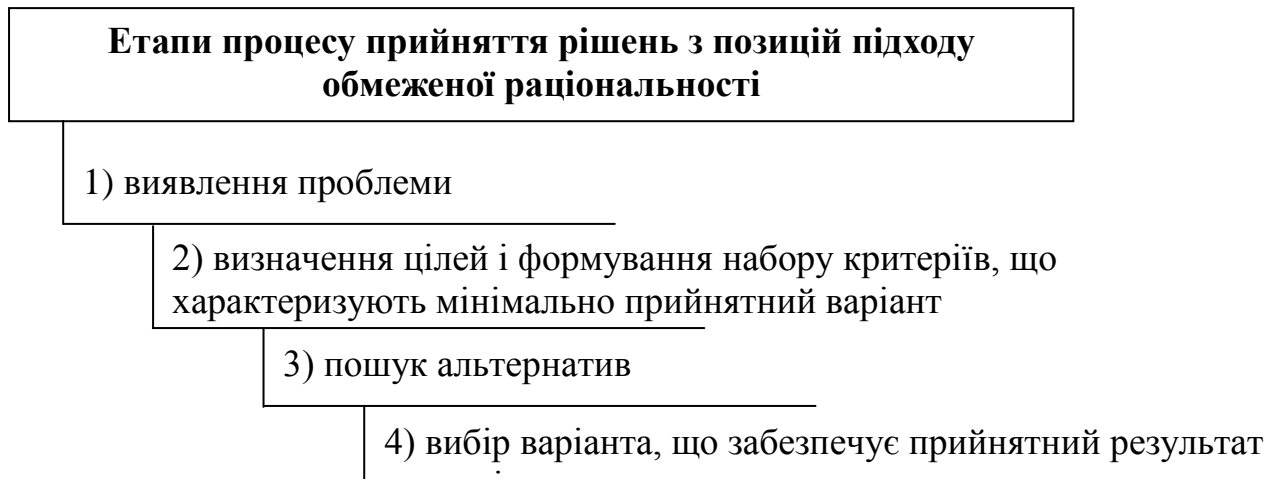 Етапи процесу прийняття рішень з позицій підходу
обмеженої раціональності
1) виявлення проблеми
2) визначення цілей і формування набору критеріїв, що
характеризують мінімально прийнятний варіант
3) пошук альтернатив
4) вибір варіанта, що забезпечує прийнятний результат